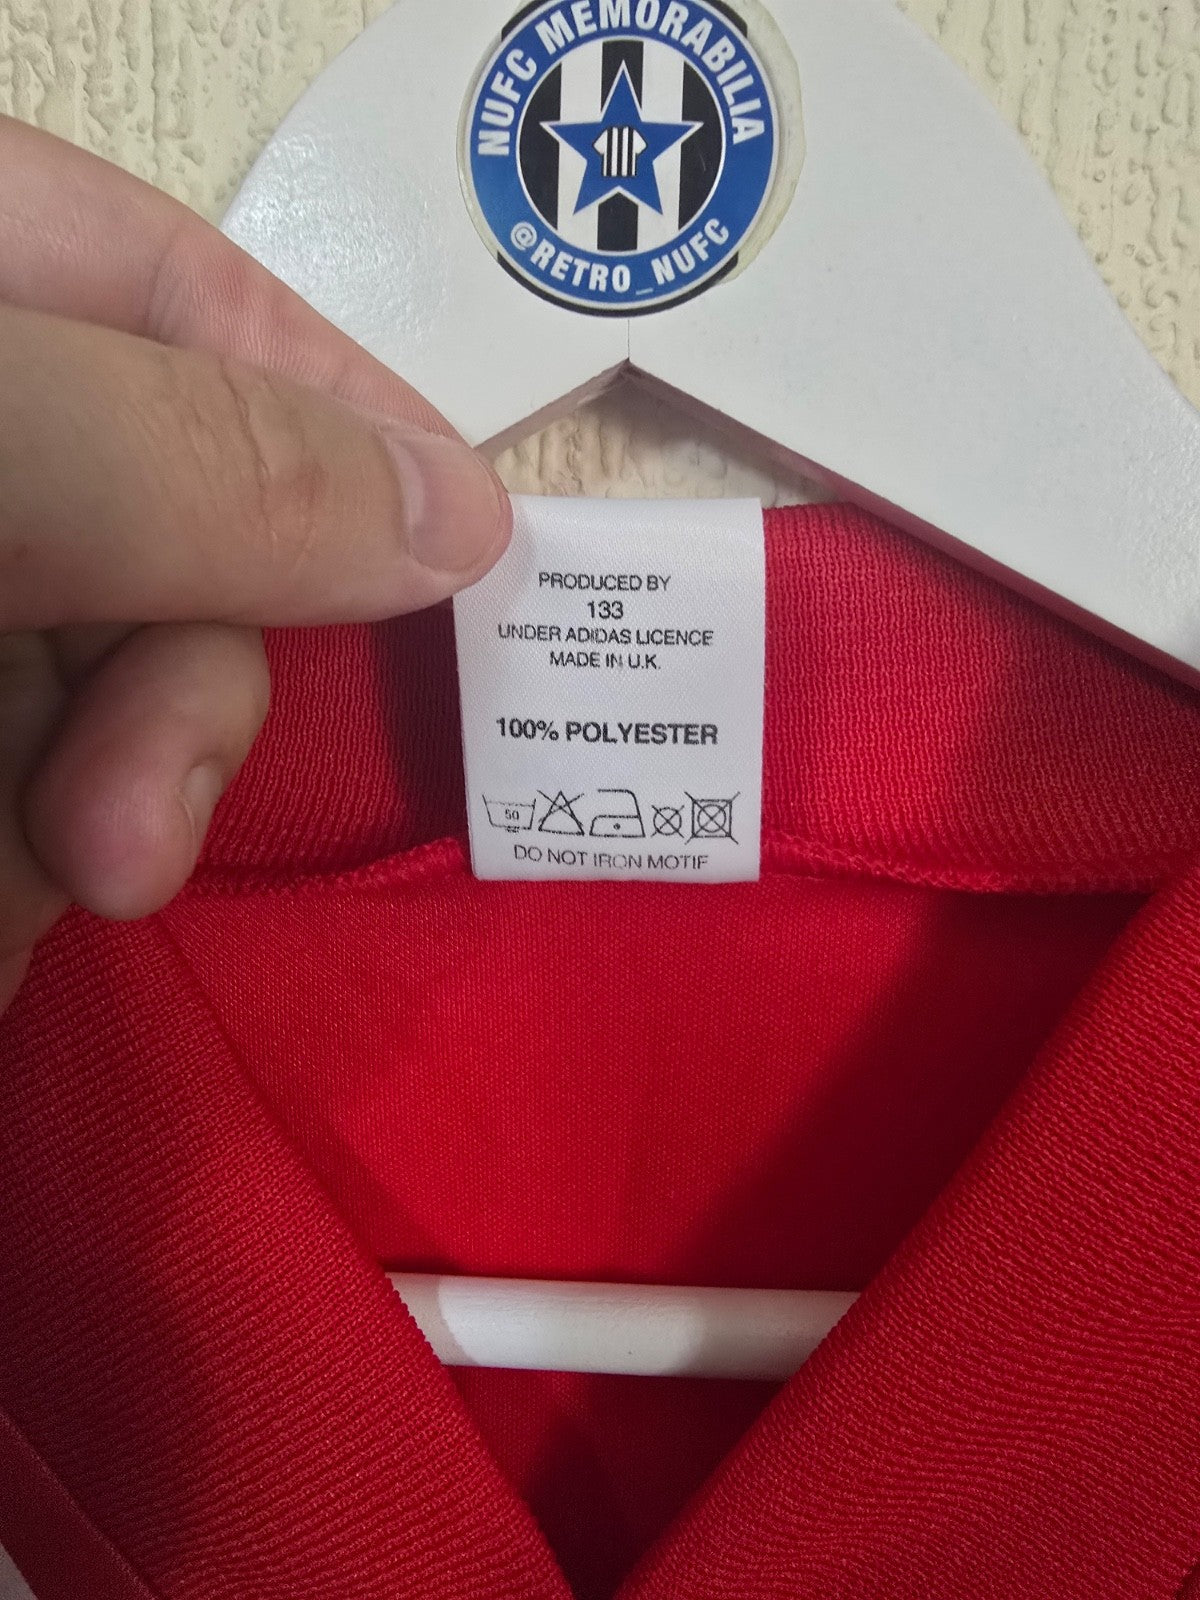 NUFC MEMORABILIA
@RETRO_NUFC
PRODUCED BY
133
UNDER ADIDAS LICENCE
MADE IN U.K.
100% POLYESTER
50
DO NOT IRON MOTIF